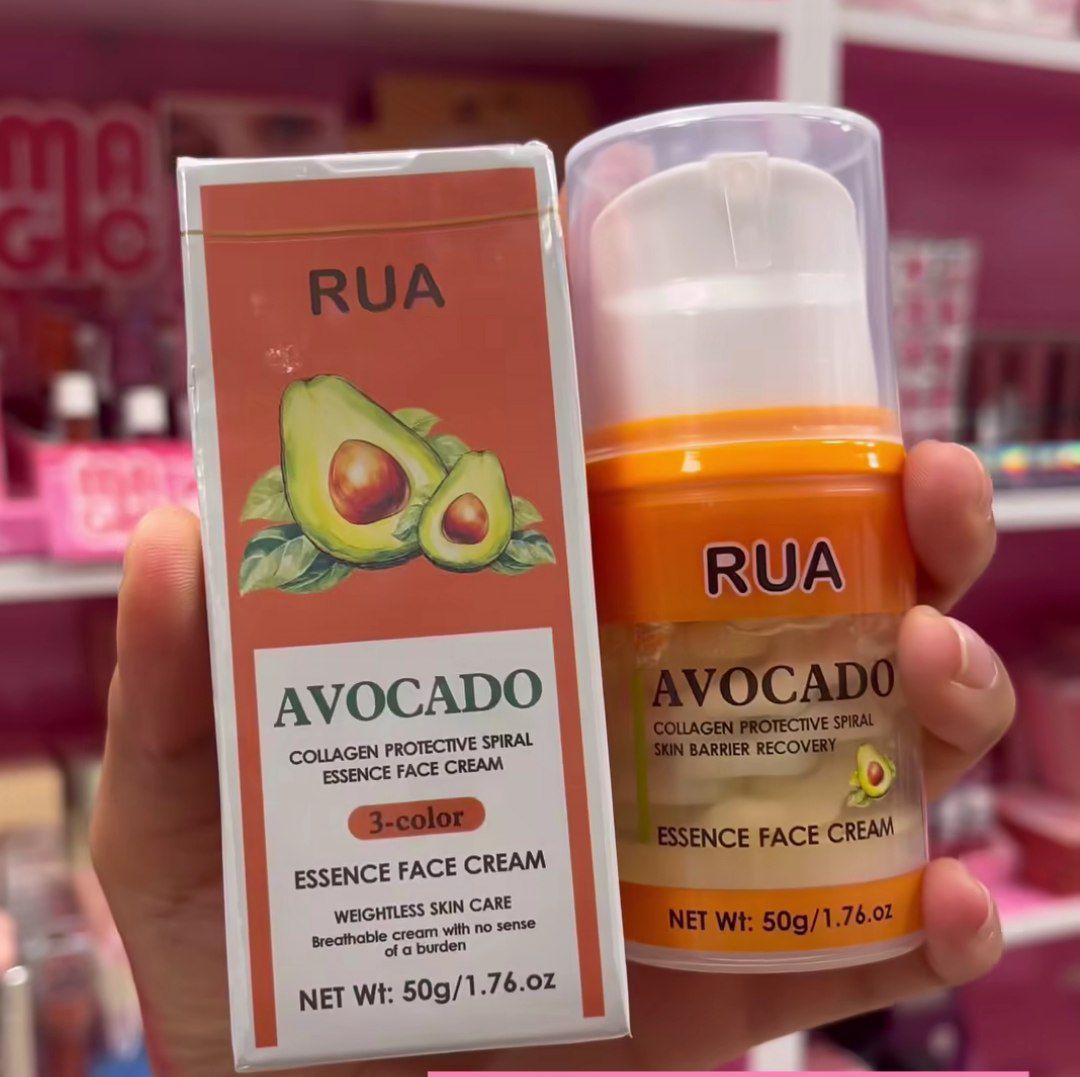 MA
GIC
RUA
AVOCADO
COLLAGEN PROTECTIVE SPIRAL
ESSENCE FACE CREAM
3-color
ESSENCE FACE CREAM
WEIGHTLESS SKIN CARE
Breathable cream with no sense
of a burden
NET Wt: 50g/1.76.oz
RUA
AVOCADO
COLLAGEN PROTECTIVE SPIRAL
SKIN BARRIER RECOVERY
ESSENCE FACE CREAM
NET Wt: 50g/1.76.oz